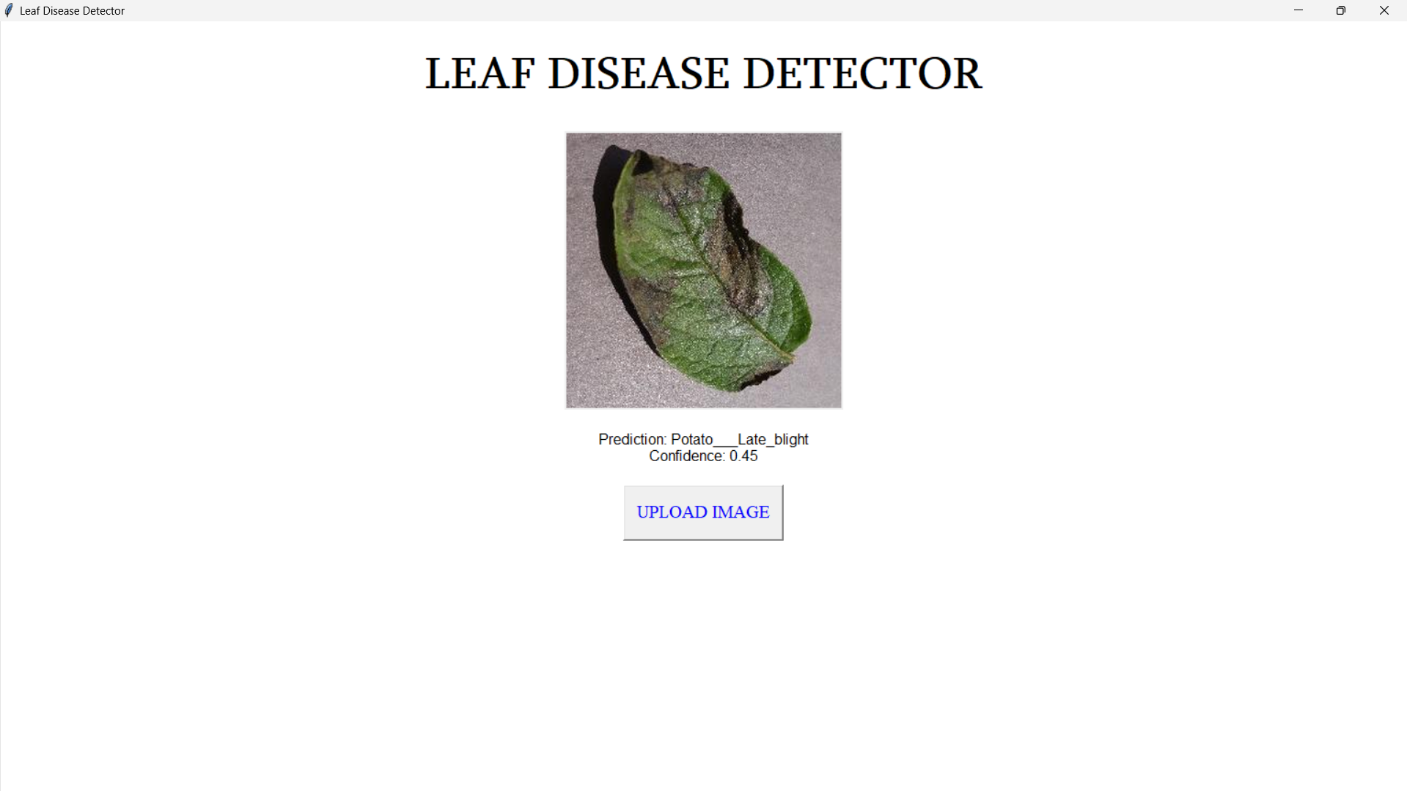 Leaf Disease Detector
LEAF DISEASE DETECTOR
Prediction: Potato___Late_blight
Confidence: 0.45
UPLOAD IMAGE